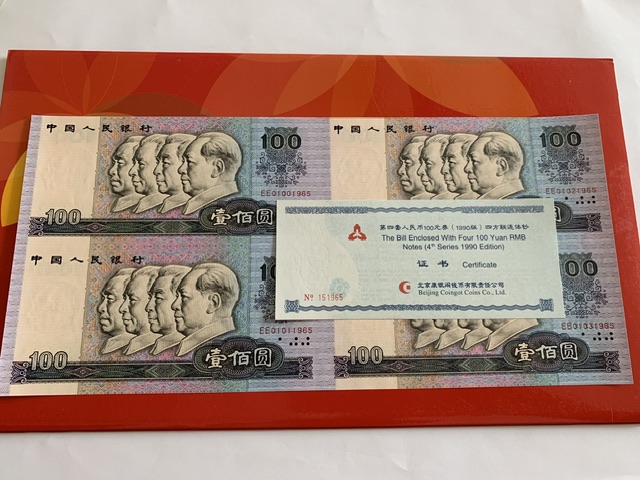 中国人民银行
100
EE01001965
100
壹佰圆
中国人民银行
100
EE01021965
第四套人民币100元券（1990版）四方联连体钞
The Bill Enclosed With Four 100 Yuan RMB
Notes (4th Series 1990 Edition)
证书 Certificate
北京康银阁钱币有限责任公司
Beijing Coingot Coins Co., Ltd.
Nº 151965
中国人民银行
EE01011965
100
壹佰圆
00
EE01031965
100
壹佰圆